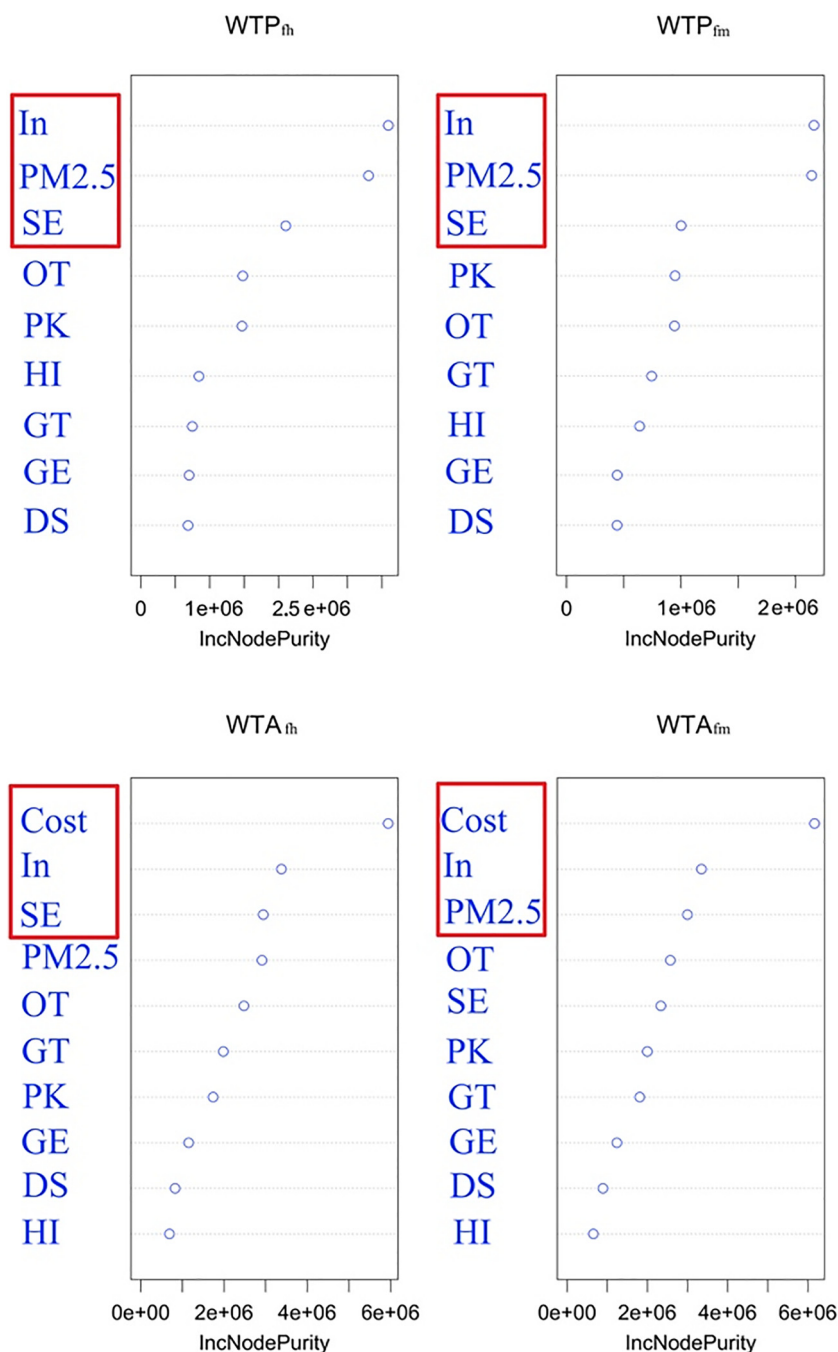 WTPfh
In
PM2.5
SE
OT
PK
HI
GT
GE
DS
0 1e+06 2.5e+06
IncNodePurity
WTPfm
In
PM2.5
SE
PK
OT
GT
HI
GE
DS
0 1e+06 2e+06
IncNodePurity
WTAfh
Cost
In
SE
PM2.5
OT
GT
PK
GE
DS
HI
0e+00 2e+06 4e+06 6e+06
IncNodePurity
WTAfm
Cost
In
PM2.5
OT
SE
PK
GT
GE
DS
HI
0e+00 2e+06 4e+06 6e+06
IncNodePurity